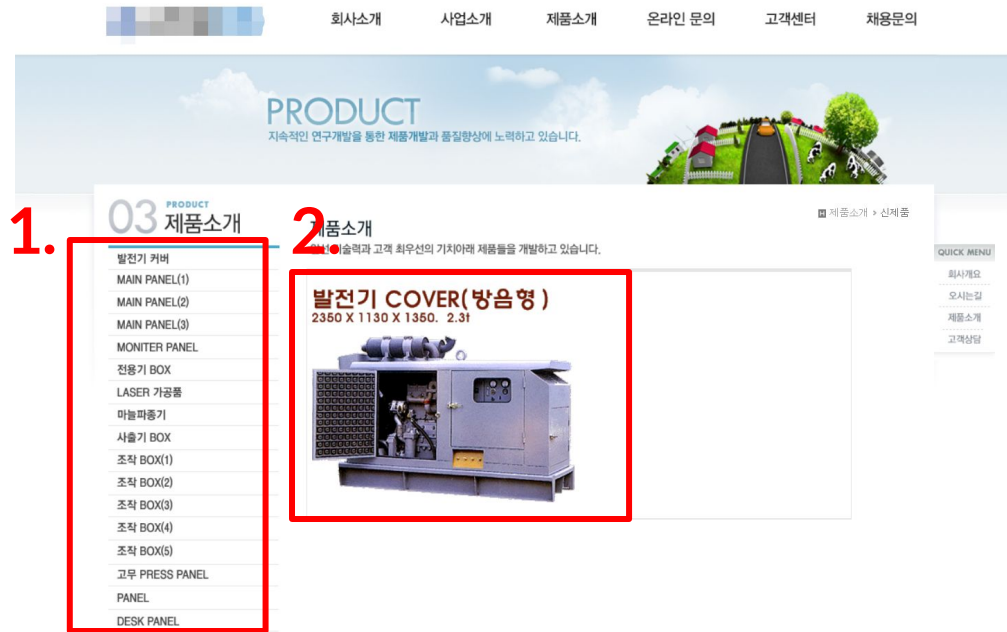 회사소개 사업소개 제품소개 온라인 문의 고객센터 채용문의
PRODUCT
지속적인 연구개발을 통한 제품개발과 품질향상에 노력하고 있습니다.
03 PRODUCT
제품소개
1.
발전기 커버
MAIN PANEL(1)
MAIN PANEL(2)
MAIN PANEL(3)
MONITER PANEL
전용기 BOX
LASER 가공품
마늘파종기
사출기 BOX
조작 BOX(1)
조작 BOX(2)
조작 BOX(3)
조작 BOX(4)
조작 BOX(5)
고무 PRESS PANEL
PANEL
DESK PANEL
2.
제품소개
고객 최우선의 기치아래 제품들을 개발하고 있습니다.
H 제품소개 > 신제품
발전기 COVER(방음형)
2350 X 1130 X 1350. 2.3t
QUICK MENU
회사개요
오시는길
제품소개
고객상담